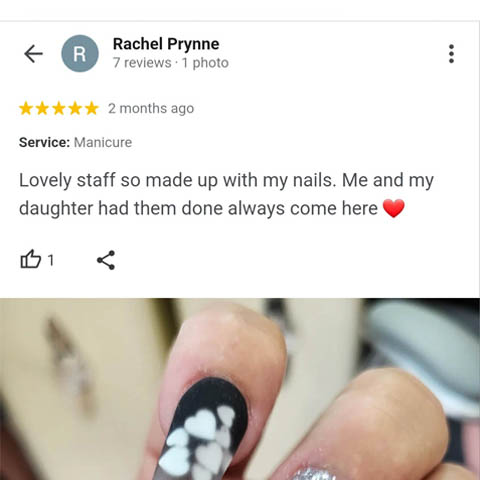 Rachel Prynne
R
7 reviews · 1 photo
★★★★★ 2 months ago
Service: Manicure
Lovely staff so made up with my nails. Me and my
daughter had them done always come here ❤️
1